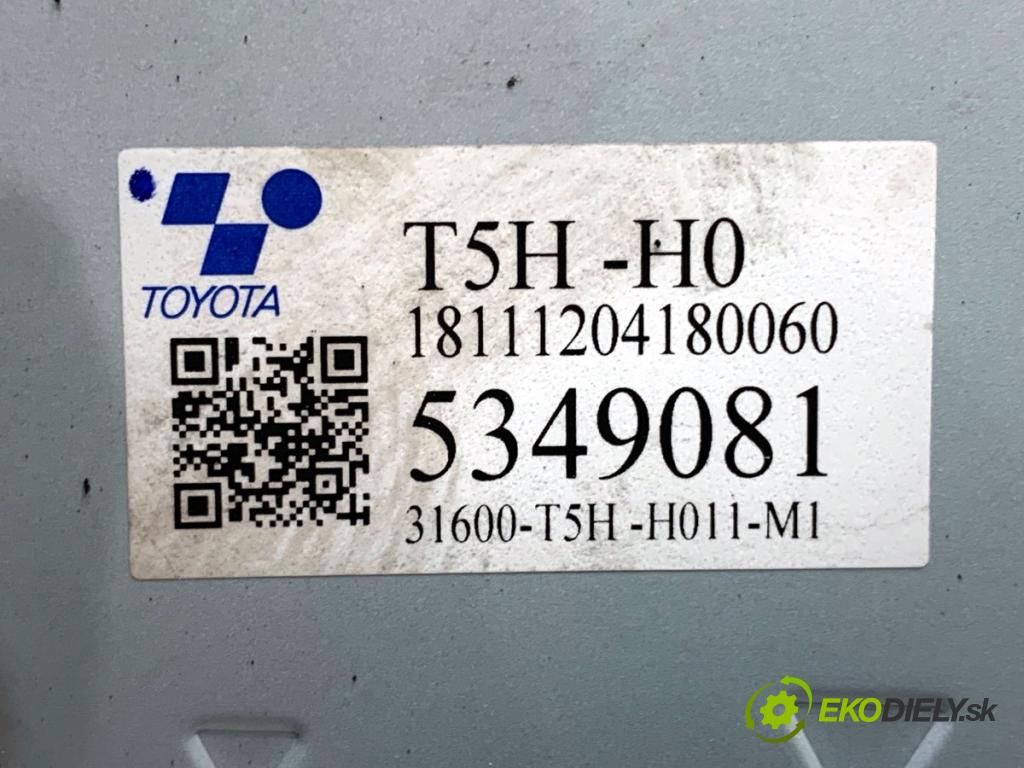 TOYOTA
T5H -H0
18111204180060
5349081
31600-T5H -H011-M1
EKODIELY.sk